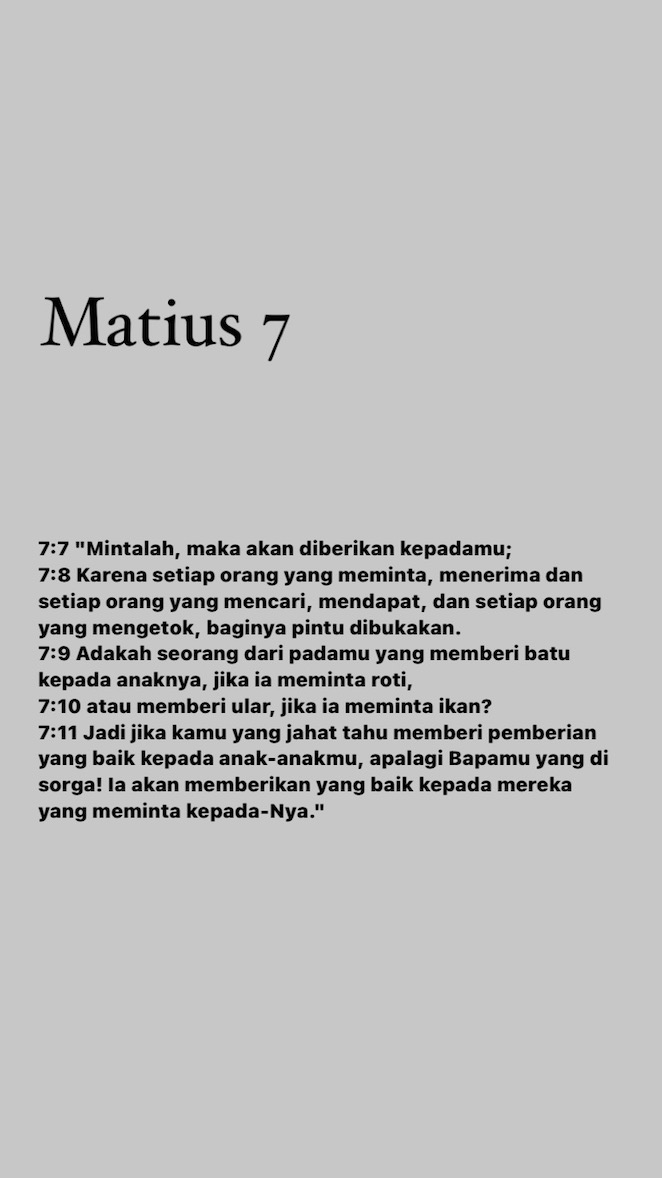 Matius 7
7:7 "Mintalah, maka akan diberikan kepadamu;
7:8 Karena setiap orang yang meminta, menerima dan
setiap orang yang mencari, mendapat, dan setiap orang
yang mengetok, baginya pintu dibukakan.
7:9 Adakah seorang dari padamu yang memberi batu
kepada anaknya, jika ia meminta roti,
7:10 atau memberi ular, jika ia meminta ikan?
7:11 Jadi jika kamu yang jahat tahu memberi pemberian
yang baik kepada anak-anakmu, apalagi Bapamu yang di
sorga! Ia akan memberikan yang baik kepada mereka
yang meminta kepada-Nya."